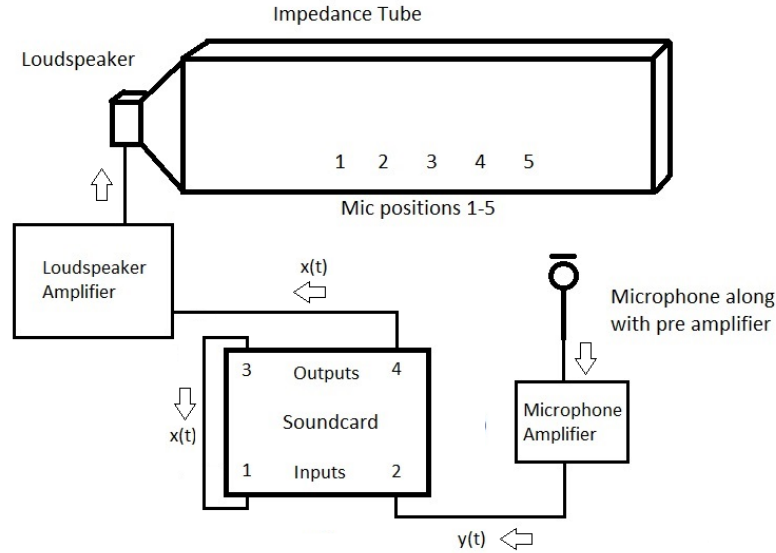 Impedance Tube
Loudspeaker
1 2 3 4 5
Mic positions 1-5
Loudspeaker
Amplifier
x(t)
Microphone along
with pre amplifier
3 Outputs 4
Microphone
Amplifier
x(t)
Soundcard
1 Inputs 2
y(t)